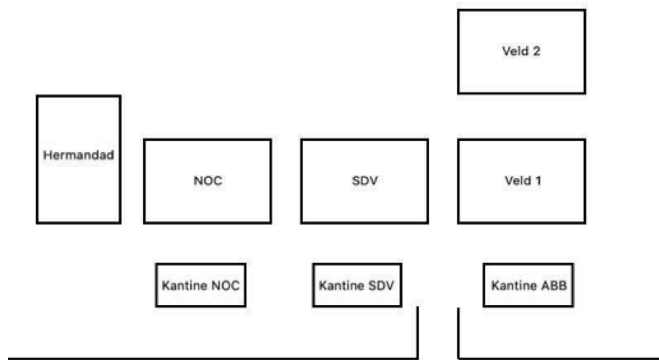 Veld 2
Hermandad
NOC
SDV
Veld 1
Kantine NOC
Kantine SDV
Kantine ABB